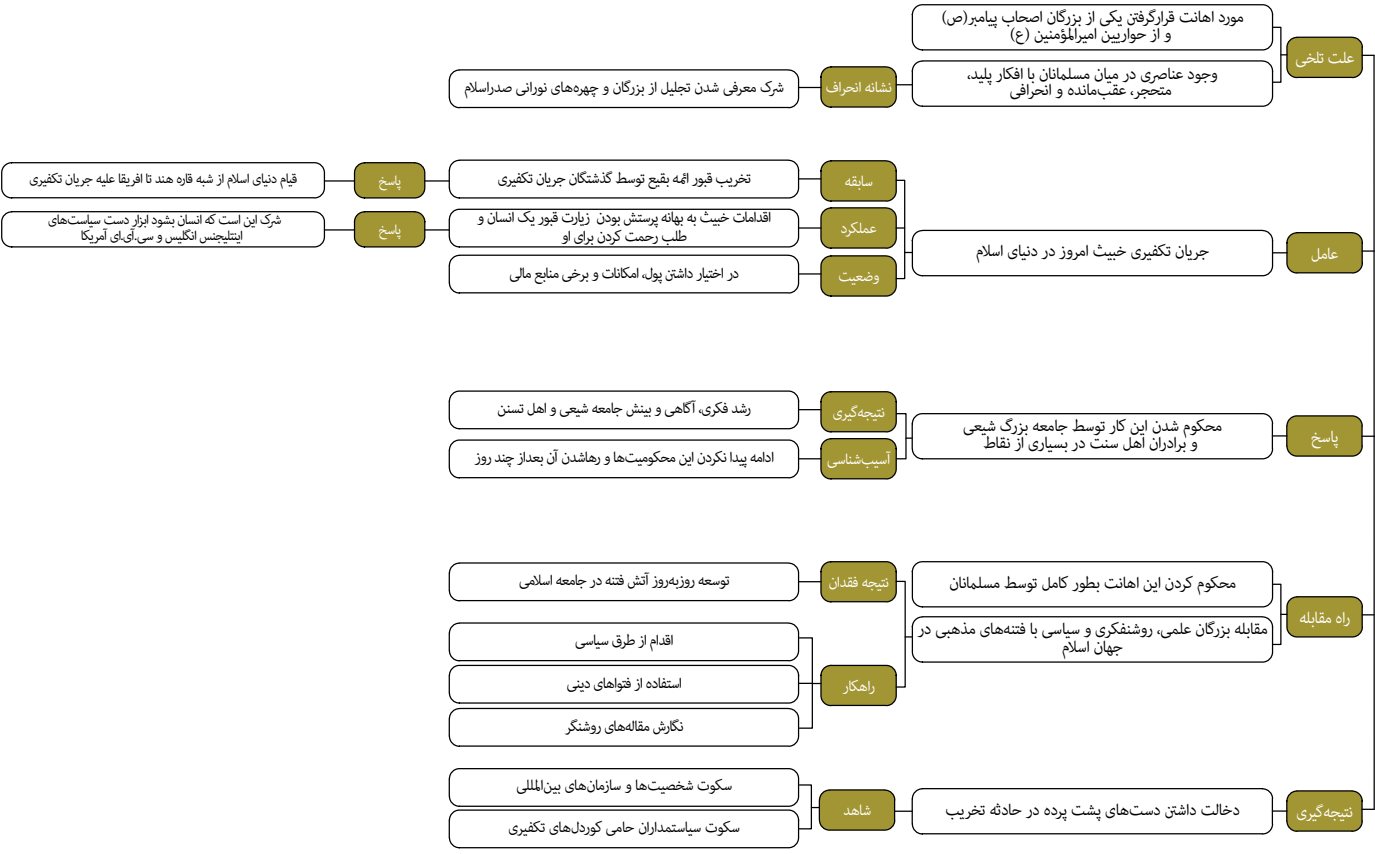 علت تلخی
مورد اهانت قرارگرفتن یکی از بزرگان اصحاب پیامبر(ص)
و از حواریین امیرالمؤمنین (ع)
وجود عناصری در میان مسلمانان با افکار پلید،
متحجر، عقب‌مانده و انحرافی
نشانه انحراف
شرک معرفی شدن تجلیل از بزرگان و چهره‌های نورانی صدراسلام
عامل
جریان تکفیری خبیث امروز در دنیای اسلام
سابقه
تخریب قبور ائمه بقیع توسط گذشتگان جریان تکفیری
پاسخ
قیام دنیای اسلام از شبه قاره هند تا افریقا علیه جریان تکفیری
عملکرد
اقدامات خبیث به بهانه پرستش بودن زیارت قبور یک انسان و
طلب رحمت کردن برای او
پاسخ
شرک این است که انسان بشود ابزار دست سیاست‌های
اینتلیجنس انگلیس و سی.آی.ای آمریکا
وضعیت
در اختیار داشتن پول، امکانات و برخی منابع مالی
پاسخ
محکوم شدن این کار توسط جامعه بزرگ شیعی
و برادران اهل سنت در بسیاری از نقاط
نتیجه‌گیری
رشد فکری، آگاهی و بینش جامعه شیعی و اهل تسنن
آسیب‌شناسی
ادامه پیدا نکردن این محکومیت‌ها و رهاشدن آن بعداز چند روز
راه مقابله
محکوم کردن این اهانت بطور کامل توسط مسلمانان
مقابله بزرگان علمی، روشنفکری و سیاسی با فتنه‌های مذهبی در
جهان اسلام
نتیجه فقدان
توسعه روزبه‌روز آتش فتنه در جامعه اسلامی
راهکار
اقدام از طرق سیاسی
استفاده از فتواهای دینی
نگارش مقاله‌های روشنگر
نتیجه‌گیری
دخالت داشتن دست‌های پشت پرده در حادثه تخریب
شاهد
سکوت شخصیت‌ها و سازمان‌های بین‌المللی
سکوت سیاستمداران حامی کوردل‌های تکفیری